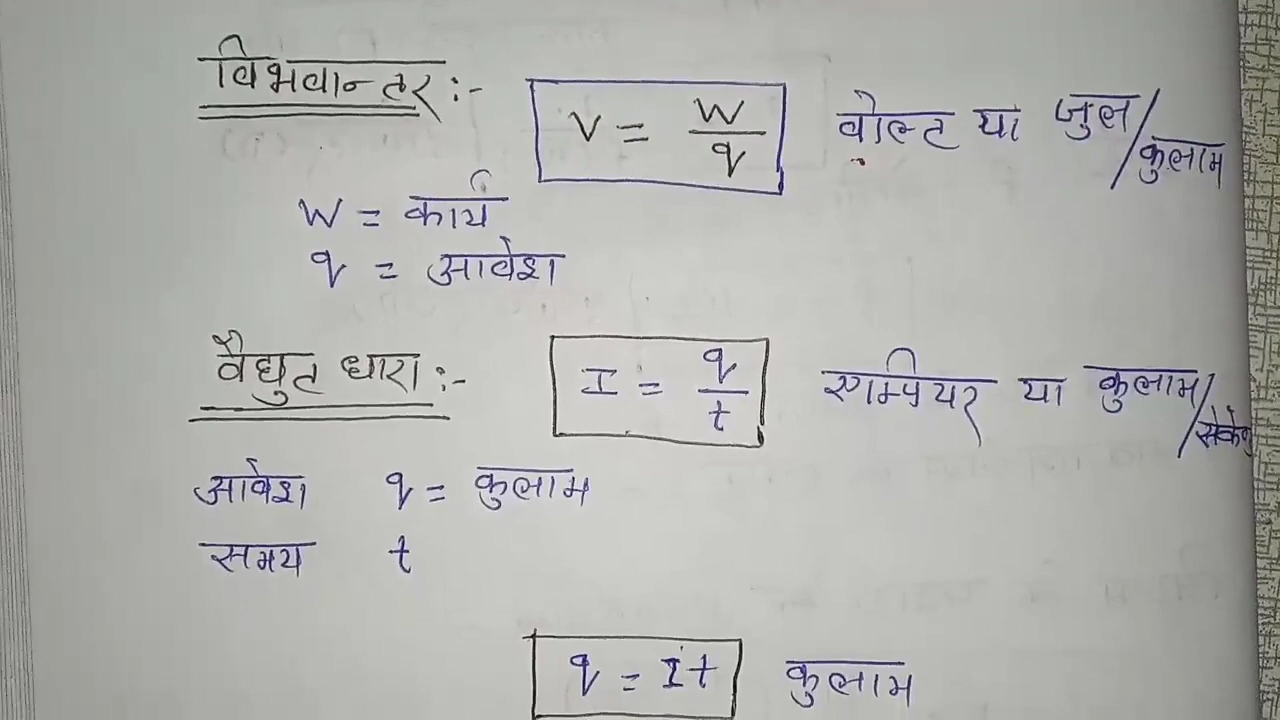 विभवान्तर :- V = W/q वोल्ट या जुल/कुलाम
W = कार्य
q = आवेश
वैद्युत धारा :- I = q/t एम्पियर या कुलाम/सेकेण
आवेश q = कुलाम
समय t
q = It कुलाम